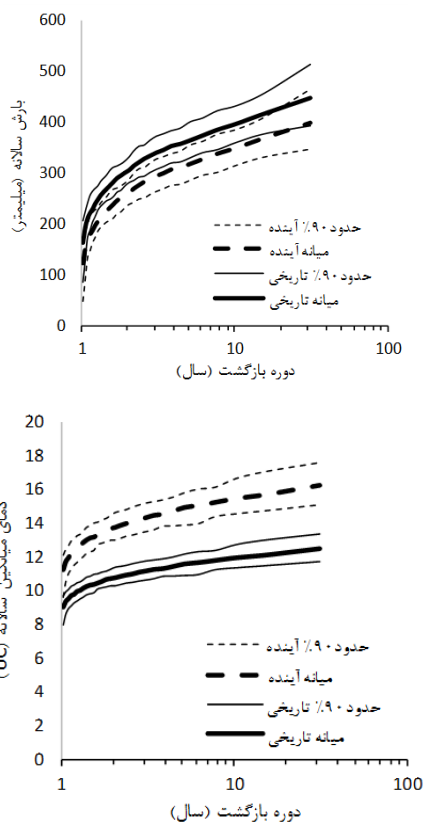 600
500
400
300
200
100
0
بارش سالانه (میلیمتر)
حدود ۹۰٪ آینده
میانه آینده
حدود ۹۰٪ تاریخی
میانه تاریخی
1 10 100
دوره بازگشت (سال)
20
18
16
14
12
10
8
6
4
2
0
دمای میانگین سالانه (oC)
حدود ۹۰٪ آینده
میانه آینده
حدود ۹۰٪ تاریخی
میانه تاریخی
1 10 100
دوره بازگشت (سال)